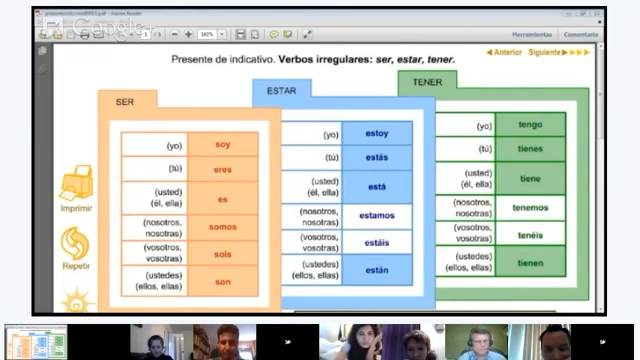 Google+
147%
Herramientas
Comentario
Anterior Siguiente
Presente de indicativo. Verbos irregulares: ser, estar, tener.
SER
(yo) soy
(tú) eres
(usted)
(él, ella) es
(nosotros,
nosotras) somos
(vosotros,
vosotras) sois
(ustedes)
(ellos, ellas) son
ESTAR
(yo) estoy
(tú) estás
(usted)
(él, ella) está
(nosotros,
nosotras) estamos
(vosotros,
vosotras) estáis
(ustedes)
(ellos, ellas) están
TENER
(yo) tengo
(tú) tienes
(usted)
(él, ella) tiene
(nosotros,
nosotras) tenemos
(vosotros,
vosotras) tenéis
(ustedes)
(ellos, ellas) tienen
Imprimir
Repetir